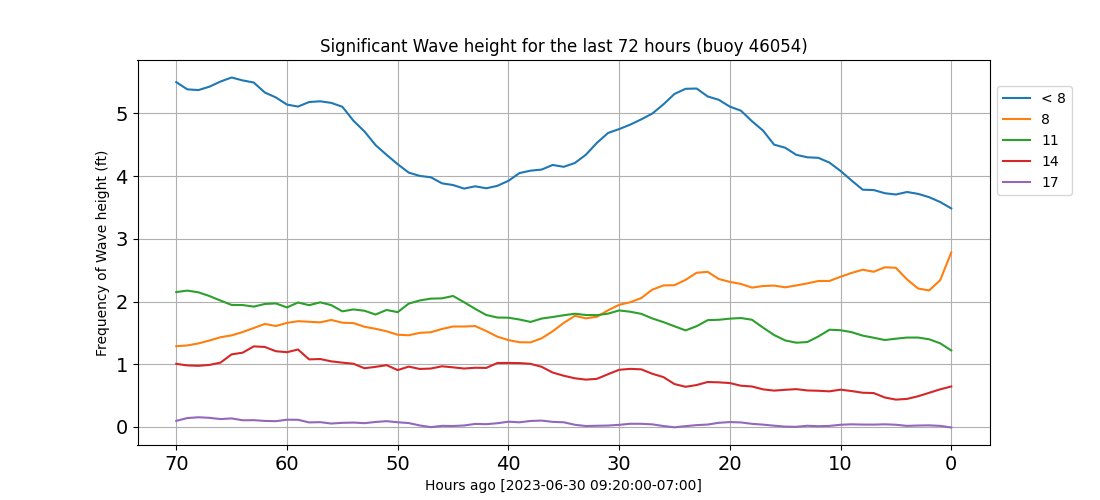 Significant Wave height for the last 72 hours (buoy 46054)
Frequency of Wave height (ft)
5
4
3
2
1
0
70 60 50 40 30 20 10 0
Hours ago [2023-06-30 09:20:00-07:00]
< 8
8
11
14
17